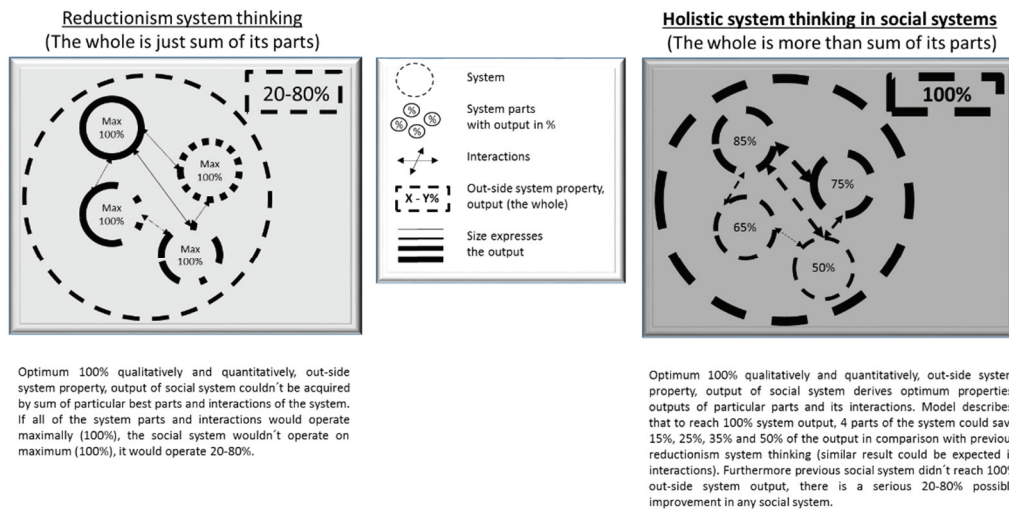 Reductionism system thinking
(The whole is just sum of its parts)
20-80%
Max
100%
Max
100%
Max
100%
Max
100%
System
System parts
with output in %
%
%
%
%
Interactions
Out-side system property,
output (the whole)
X - Y%
Size expresses
the output
Holistic system thinking in social systems
(The whole is more than sum of its parts)
100%
85%
75%
65%
50%
Optimum 100% qualitatively and quantitatively, out-side
system property, output of social system couldn´t be acquired
by sum of particular best parts and interactions of the system.
If all of the system parts and interactions would operate
maximally (100%), the social system wouldn´t operate on
maximum (100%), it would operate 20-80%.
Optimum 100% qualitatively and quantitatively, out-side
property, output of social system derives optimum
outputs of particular parts and its interactions. Model
that to reach 100% system output, 4 parts of the system could
15%, 25%, 35% and 50% of the output in comparison with
reductionism system thinking (similar result could be expected
interactions). Furthermore previous social system didn´t reach
out-side system output, there is a serious 20-80%
improvement in any social system.